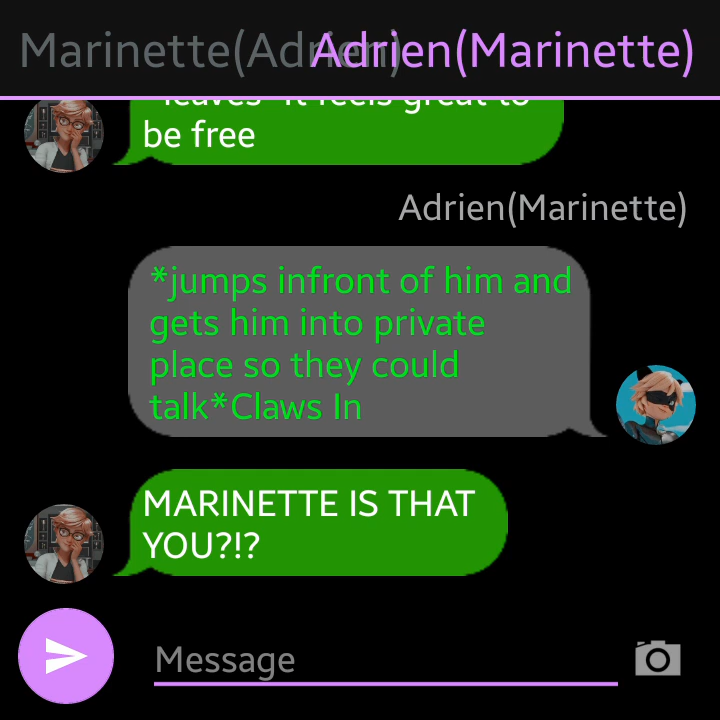 Marinette(Adrien) Adrien(Marinette)
*leaves* it feels great to
be free
Adrien(Marinette)
*jumps infront of him and
gets him into private
place so they could
talk*Claws In
MARINETTE IS THAT
YOU?!?
Message